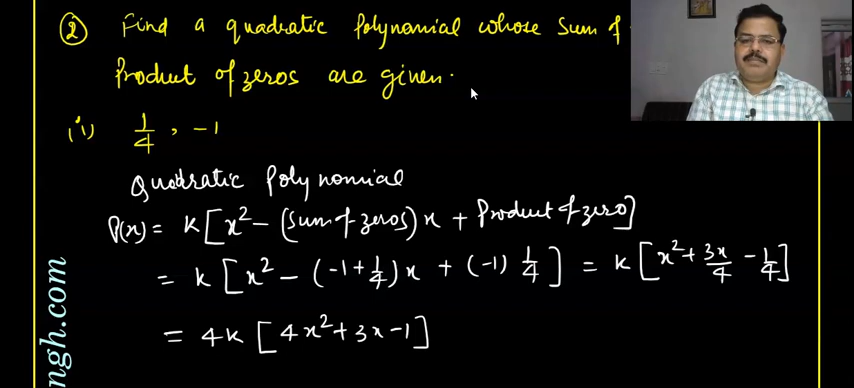 ② Find a quadratic Polynomial whose Sum of
Product of zeros are given.
(i) 1/4, -1
Quadratic Polynomial
P(x) = K[x² - (Sum of zeros)x + Product of zero]
= K[x² - (-1 + 1/4)x + (-1) 1/4] = K[x² + 3x/4 - 1/4]
= 4K[4x² + 3x - 1]
ngh.com